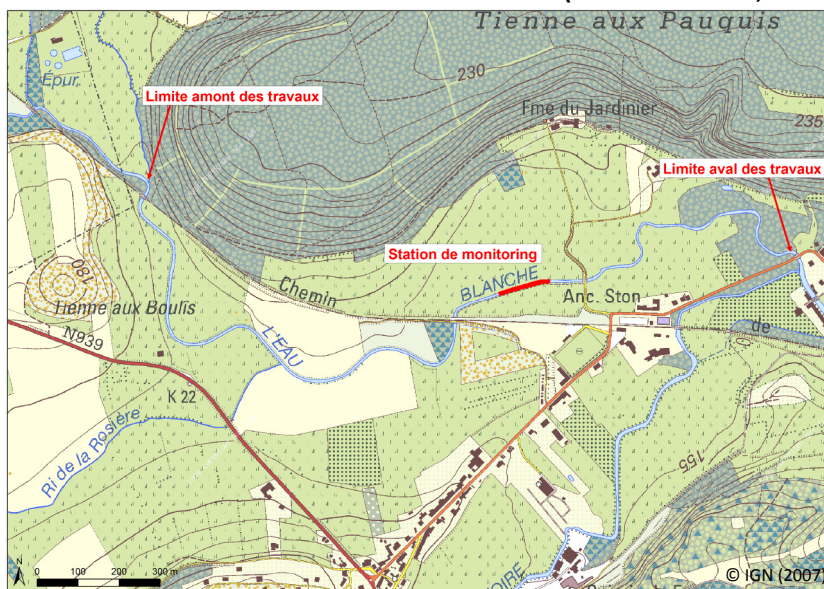 Tienne aux Pauquis
230
Épur.
Limite amont des travaux
Fme du Jardinier
235
Limite aval des travaux
Station de monitoring
180
Tienne aux Boulis
Chemin
BLANCHE
Anc. Ston
de
N939
L'EAU
K 22
Ri de la Rosière
155
N
0 100 200 300 m
© IGN (2007)